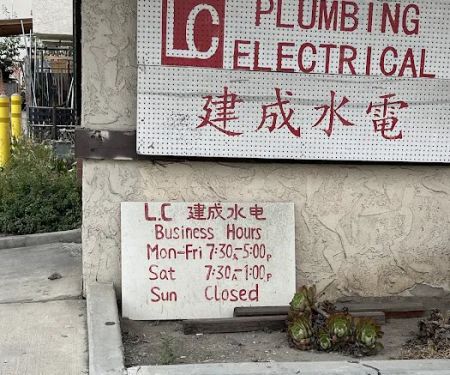 LC PLUMBING
ELECTRICAL
建成水電
L.C 建成水电
Business Hours
Mon-Fri 7:30A-5:00P
Sat 7:30A-1:00P
Sun Closed